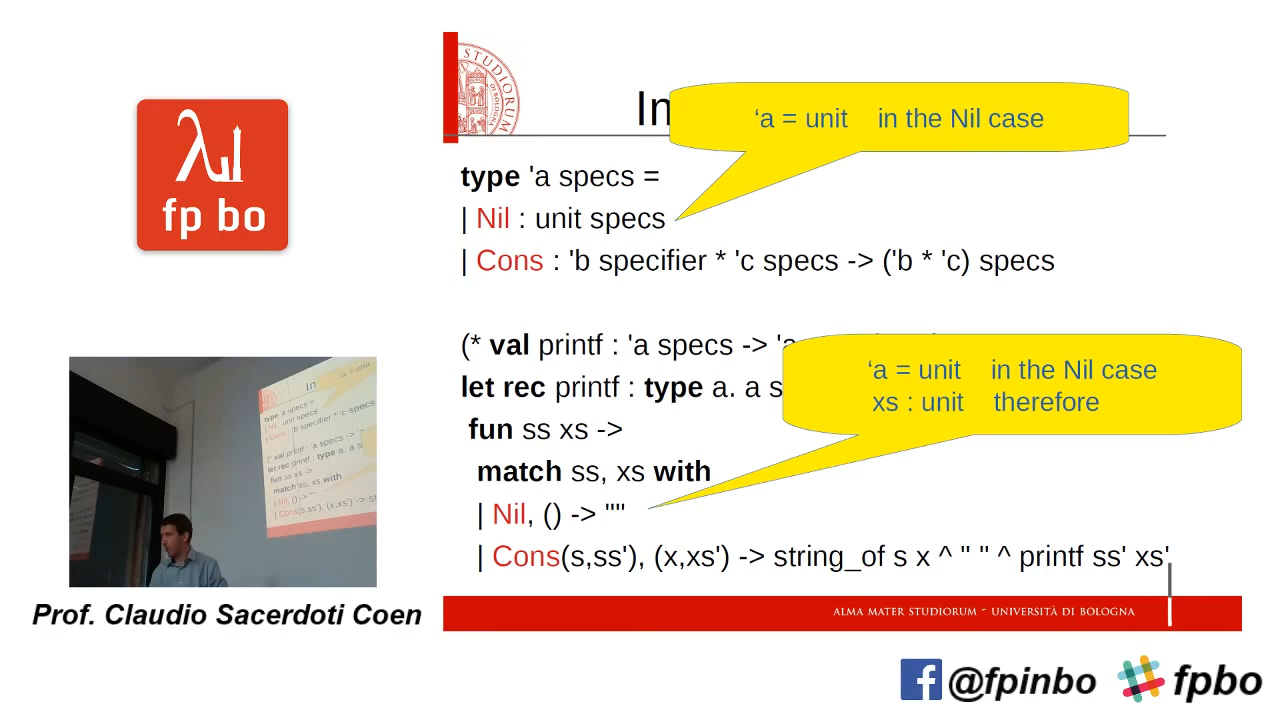 fp bo
In
'a = unit in the Nil case
type 'a specs =
| Nil : unit specs
| Cons : 'b specifier * 'c specs -> ('b * 'c) specs
(* val printf : 'a specs -> 'a
let rec printf : type a. a s
'a = unit in the Nil case
xs : unit therefore
fun ss xs ->
match ss, xs with
| Nil, () -> ""
| Cons(s,ss'), (x,xs') -> string_of s x ^ " " ^ printf ss' xs'
ALMA MATER STUDIORUM ~ UNIVERSITÀ DI BOLOGNA
Prof. Claudio Sacerdoti Coen
@fpinbo
fpbo